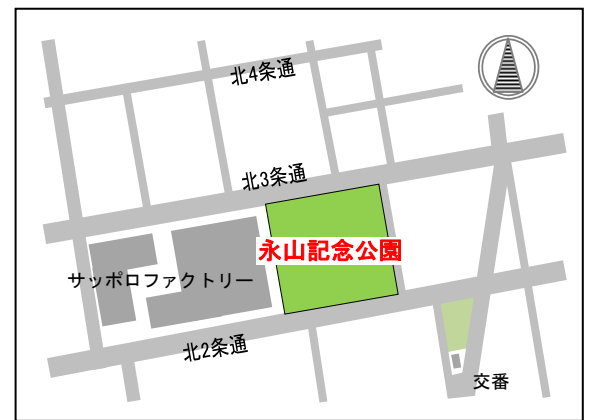 北4条通
北3条通
永山記念公園
サッポロファクトリー
北2条通
交番